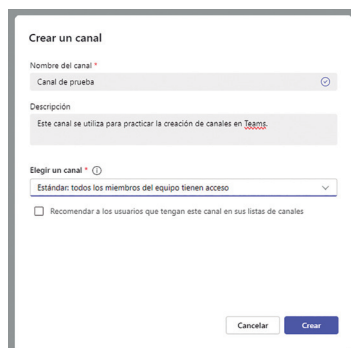 Crear un canal
Nombre del canal *
Canal de prueba
Descripción
Este canal se utiliza para practicar la creación de canales en Teams.
Elegir un canal *
Estándar: todos los miembros del equipo tienen acceso
Recomendar a los usuarios que tengan este canal en sus listas de canales
Cancelar
Crear